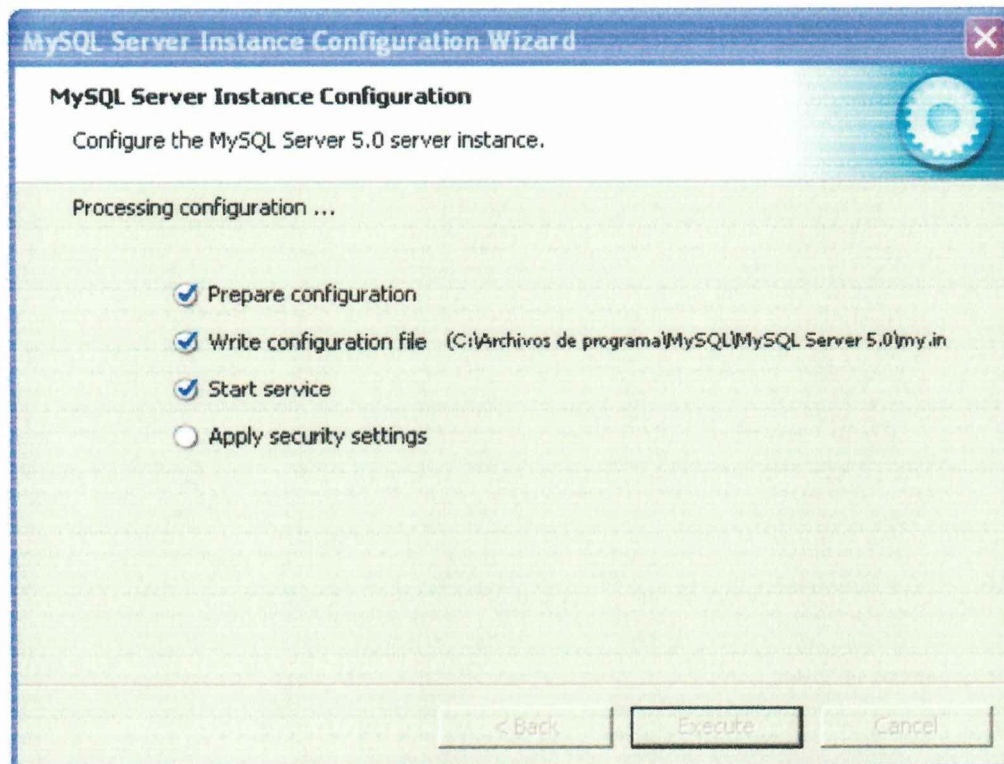 MySQL Server Instance Configuration Wizard
MySQL Server Instance Configuration
Configure the MySQL Server 5.0 server instance.
Processing configuration ...
Prepare configuration
Write configuration file (C:\Archivos de programa\MySQL\MySQL Server 5.0\my.in
Start service
Apply security settings
< Back Execute Cancel